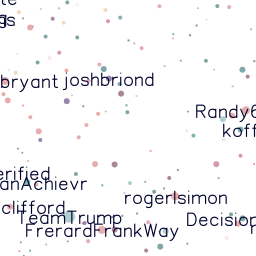 bryant
joshbriond
Randy6
koff
erified
anAchievr
rogerlsimon
clifford
TeamTrump
Decision
FrerardFrankWay